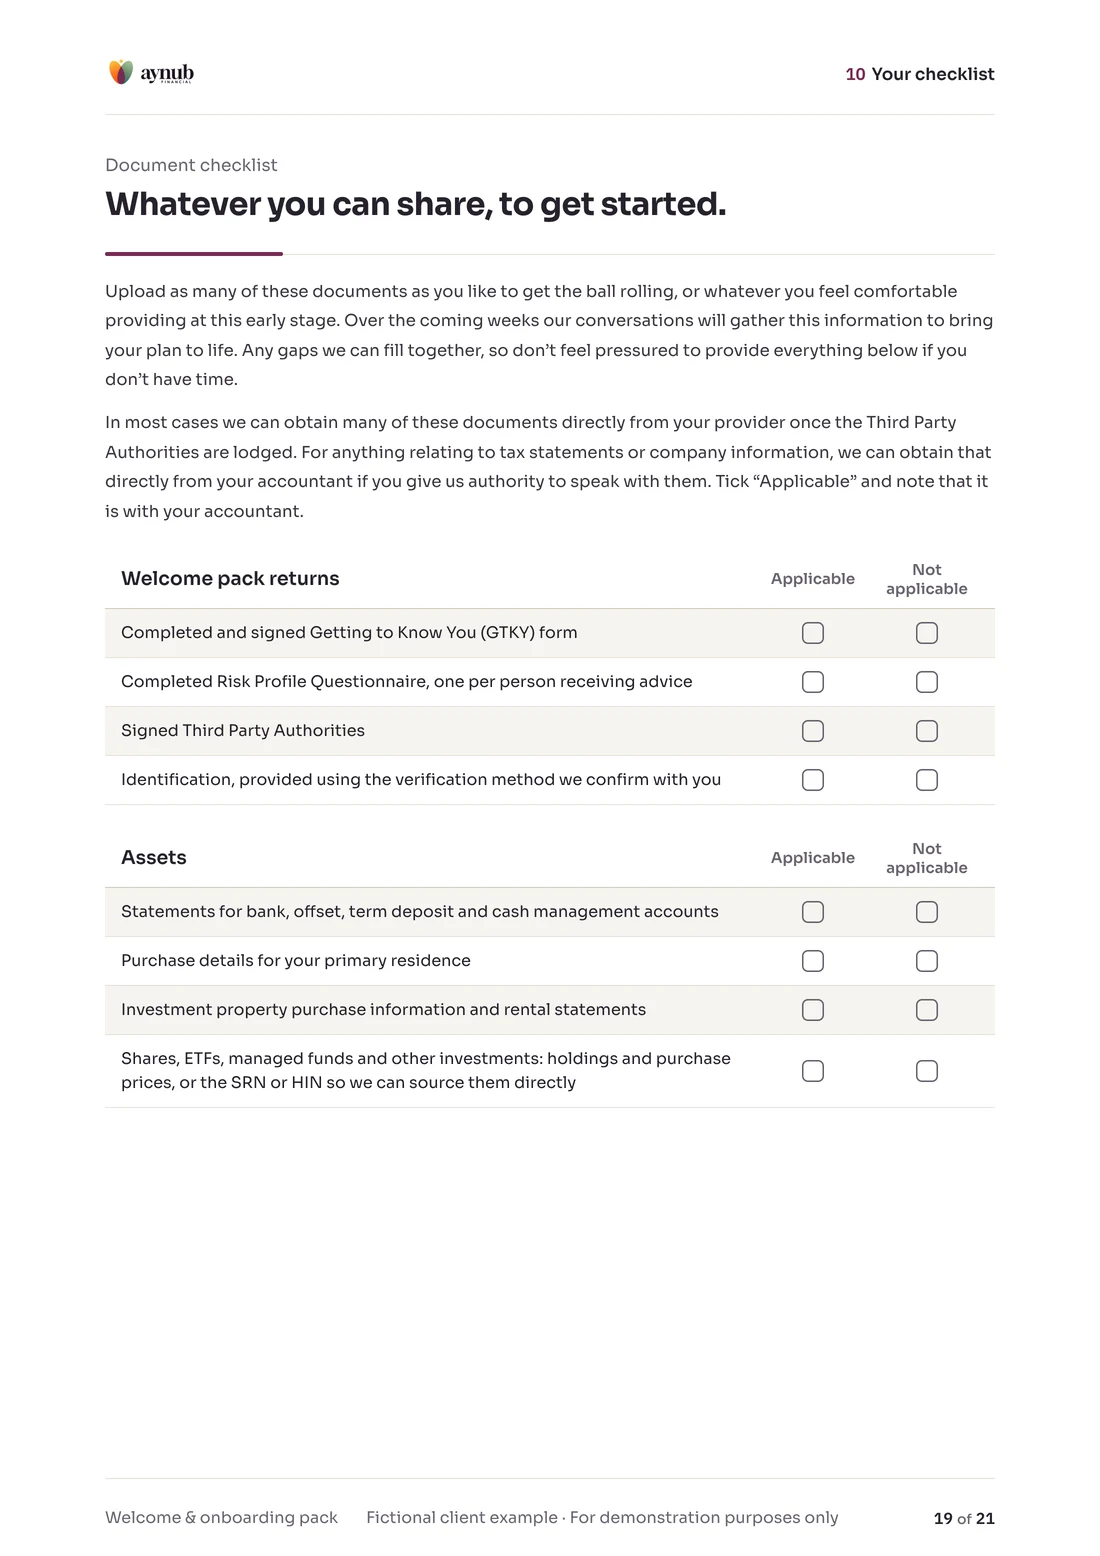 aynub
FINANCIAL
10 Your checklist
Document checklist
Whatever you can share, to get started.
Upload as many of these documents as you like to get the ball rolling, or whatever you feel comfortable
providing at this early stage. Over the coming weeks our conversations will gather this information to bring
your plan to life. Any gaps we can fill together, so don’t feel pressured to provide everything below if you
don’t have time.
In most cases we can obtain many of these documents directly from your provider once the Third Party
Authorities are lodged. For anything relating to tax statements or company information, we can obtain that
directly from your accountant if you give us authority to speak with them. Tick “Applicable” and note that it
is with your accountant.
Welcome pack returns
Applicable
Not
applicable
Completed and signed Getting to Know You (GTKY) form
Completed Risk Profile Questionnaire, one per person receiving advice
Signed Third Party Authorities
Identification, provided using the verification method we confirm with you
Assets
Applicable
Not
applicable
Statements for bank, offset, term deposit and cash management accounts
Purchase details for your primary residence
Investment property purchase information and rental statements
Shares, ETFs, managed funds and other investments: holdings and purchase
prices, or the SRN or HIN so we can source them directly
Welcome & onboarding pack
Fictional client example · For demonstration purposes only
19 of 21